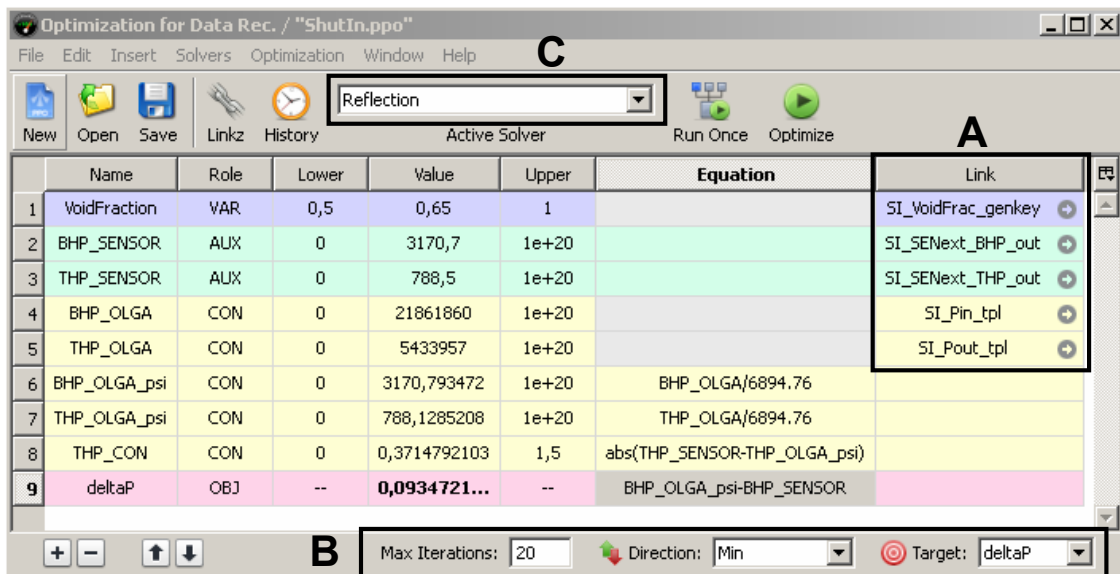 Optimization for Data Rec. / "ShutIn.ppo"
File Edit Insert Solvers Optimization Window Help
C
Reflection
New Open Save Linkz History Active Solver Run Once Optimize
A
Name Role Lower Value Upper Equation Link
1 VoidFraction VAR 0,5 0,65 1 SI_VoidFrac_genkey
2 BHP_SENSOR AUX 0 3170,7 1e+20 SI_SENext_BHP_out
3 THP_SENSOR AUX 0 788,5 1e+20 SI_SENext_THP_out
4 BHP_OLGA CON 0 21861860 1e+20 SI_Pin_tpl
5 THP_OLGA CON 0 5433957 1e+20 SI_Pout_tpl
6 BHP_OLGA_psi CON 0 3170,793472 1e+20 BHP_OLGA/6894.76
7 THP_OLGA_psi CON 0 788,1285208 1e+20 THP_OLGA/6894.76
8 THP_CON CON 0 0,3714792103 1,5 abs(THP_SENSOR-THP_OLGA_psi)
9 deltaP OBJ -- 0,0934721... -- BHP_OLGA_psi-BHP_SENSOR
B Max Iterations: 20 Direction: Min Target: deltaP